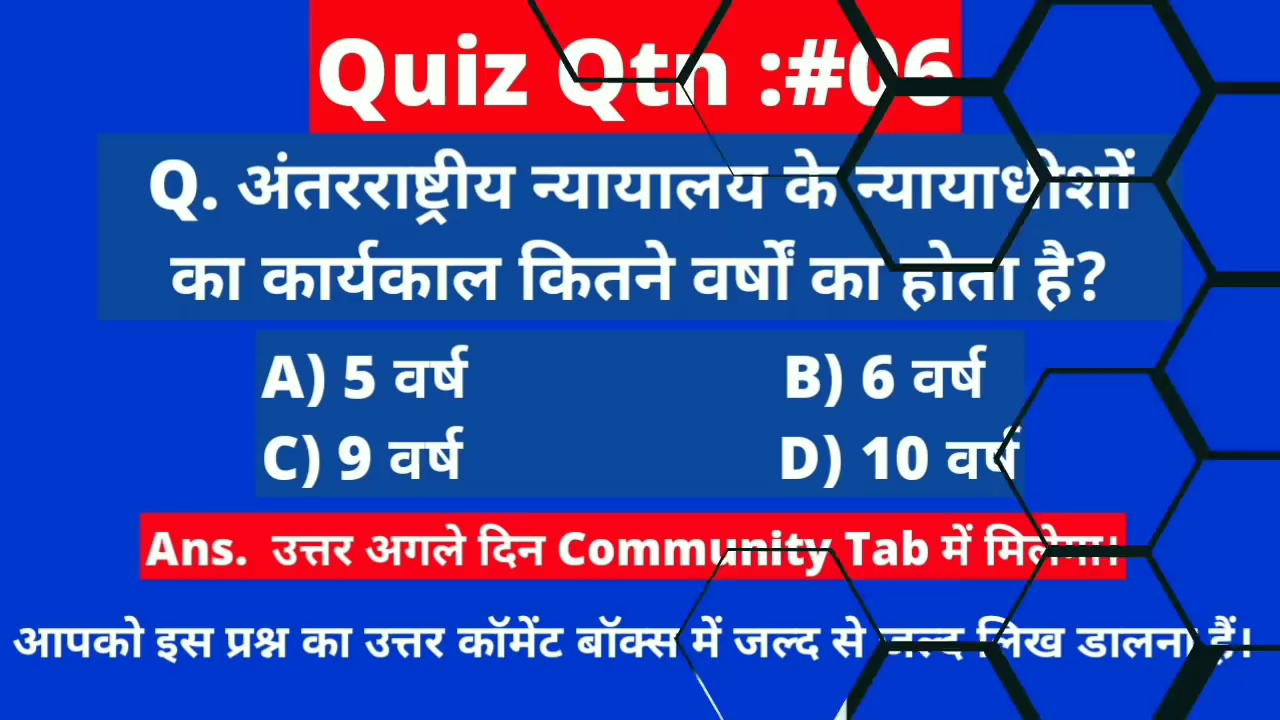 Quiz Qtn :#06
Q. अंतरराष्ट्रीय न्यायालय के न्यायाधीशों
का कार्यकाल कितने वर्षों का होता है?
A) 5 वर्ष B) 6 वर्ष
C) 9 वर्ष D) 10 वर्ष
Ans. उत्तर अगले दिन Community Tab में मिलेगा।
आपको इस प्रश्न का उत्तर कॉमेंट बॉक्स में जल्द से जल्द लिख डालना हैं!